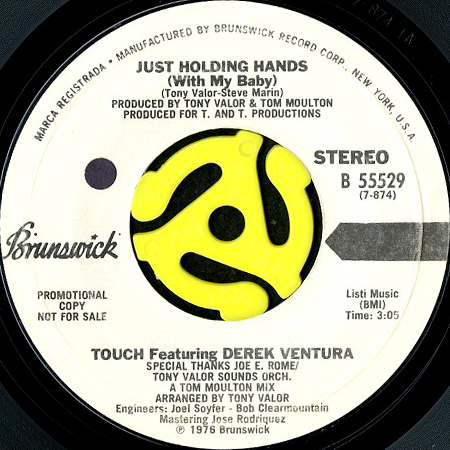 MARCA REGISTRADA • MANUFACTURED BY BRUNSWICK RECORD CORP., NEW YORK, U.S.A.
JUST HOLDING HANDS
(With My Baby)
(Tony Valor-Steve Marin)
PRODUCED BY TONY VALOR & TOM MOULTON
PRODUCED FOR T. AND T. PRODUCTIONS
STEREO
B 55529
(7-874)
Brunswick
PROMOTIONAL
COPY
NOT FOR SALE
Listi Music
(BMI)
Time: 3:05
TOUCH Featuring DEREK VENTURA
SPECIAL THANKS JOE E. ROME/
TONY VALOR SOUNDS ORCH.
A TOM MOULTON MIX
ARRANGED BY TONY VALOR
Engineers: Joel Soyfer - Bob Clearmountain
Mastering Jose Rodriquez
℗ 1976 Brunswick